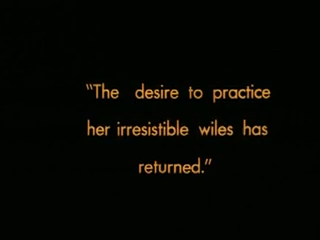 “The desire to practice
her irresistible wiles has
returned.”